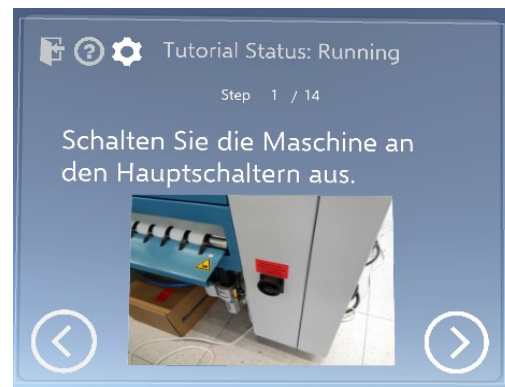 Tutorial Status: Running
Step 1 / 14
Schalten Sie die Maschine an
den Hauptschaltern aus.